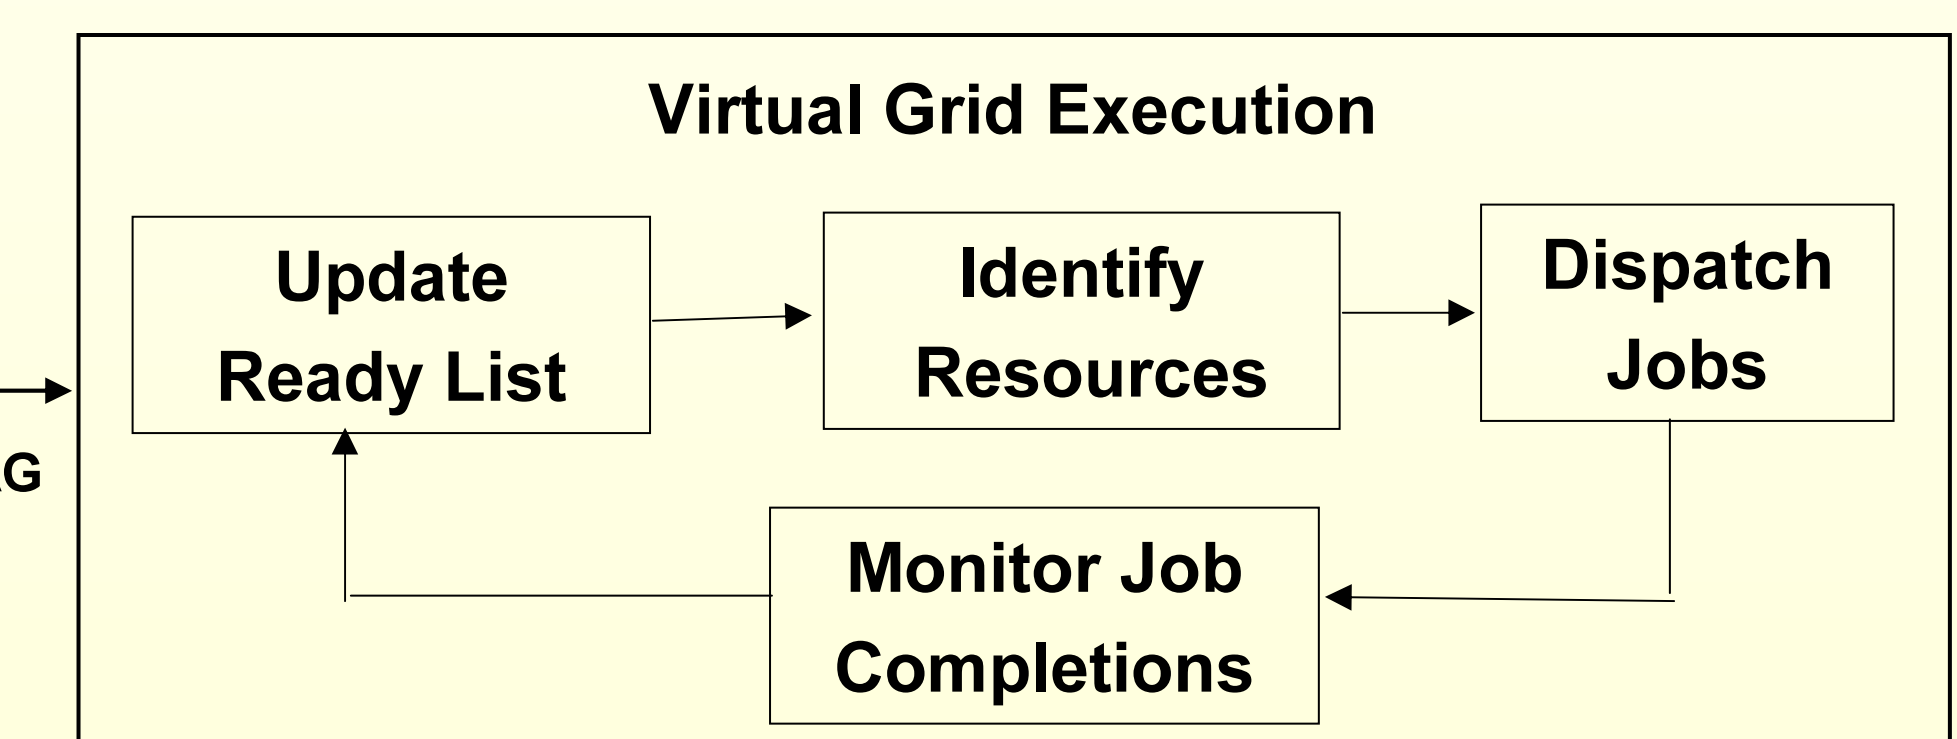 Virtual Grid Execution
Update
Ready List
Identify
Resources
Dispatch
Jobs
Monitor Job
Completions